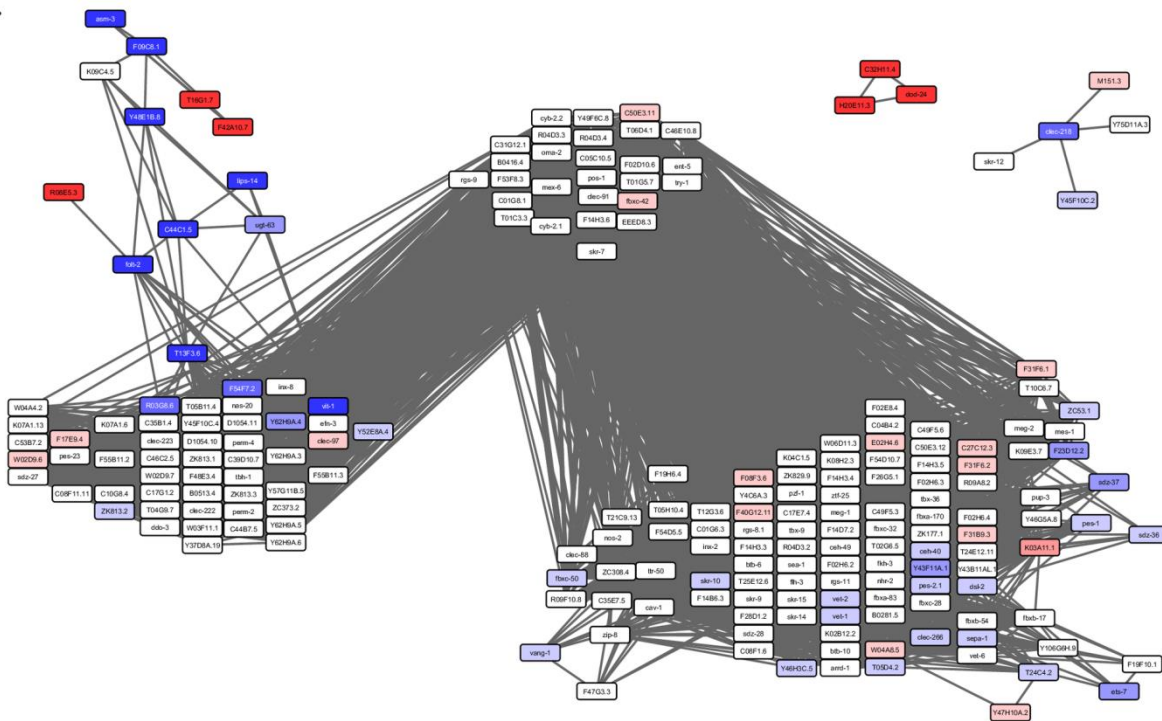 asm-3
F09C8.1
K09C4.5
T16G1.7
F42A10.7
Y48E1B.8
R08E5.3
lips-14
C44C1.5
ugt-63
folt-2
T13F3.6
C32H11.4
dod-24
H20E11.3
M151.3
clec-218
Y75D11A.3
skr-12
Y45F10C.2
cyb-2.2
Y49F6C.8
C50E3.11
R04D3.3
R04D3.4
T06D4.1
C46E10.8
C31G12.1
oma-2
B0416.4
C05C10.5
F02D10.6
ent-5
rgs-9
F53F8.3
mex-6
pos-1
T01G5.7
try-1
C01G8.1
clec-91
fbxc-42
T01C3.3
cyb-2.1
F14H3.6
EEED8.3
skr-7
W04A4.2
K07A1.13
K07A1.6
C53B7.2
F17E9.4
W02D9.6
pes-23
F55B11.2
sdz-27
C08F11.11
C10G8.4
ZK813.2
R03G8.6
F54F7.2
inx-8
T05B11.4
nos-20
vit-1
C35B1.4
Y45F10C.4
D1054.11
Y62H9A.4
efn-3
Y52E8A.4
clec-223
D1054.10
perm-4
clec-97
C46C2.5
ZK813.1
C39D10.7
Y62H9A.3
W02D9.7
F48E3.4
tbh-1
F55B11.3
C17G1.2
B0513.4
ZK813.3
Y57G11B.5
T04G9.7
clec-222
perm-2
ZC373.2
ddo-3
W03F11.1
C44B7.5
Y62H9A.5
Y37D8A.19
Y62H9A.6
F31F6.1
T10C6.7
ZC53.1
meg-2
mes-1
K09E3.7
F23D12.2
sdz-37
pup-3
Y46G5A.8
pes-1
sdz-36
K03A11.1
F02E8.4
C04B4.2
C49F5.6
W06D11.3
E02H4.6
C50E3.12
C27C12.3
K04C1.5
K08H2.3
F54D10.7
F14H3.5
F31F6.2
F19H6.4
F08F3.6
ZK829.9
F14H3.4
F26G5.1
F02H6.3
R09A8.2
Y4C6A.3
pzf-1
ztf-25
tbx-36
T05H10.4
T12G3.6
F40G12.11
C17E7.4
meg-1
C49F5.3
fbxa-170
F02H6.4
T21C9.13
F54D5.5
C01G6.3
rgs-8.1
tbx-9
F14D7.2
fbxc-32
ZK177.1
F31B9.3
nos-2
inx-2
F14H3.3
R04D3.2
ceh-49
T02G6.5
ceh-40
T24E12.11
clec-88
btb-6
sea-1
F02H6.2
fkh-3
Y43F11A.1
Y43B11AL.1
fbxc-50
ZC308.4
ttr-50
skr-10
T25E12.6
flh-3
rgs-11
nhr-2
pes-2.1
dsl-2
R09F10.8
C35E7.5
F14B6.3
skr-9
skr-15
vet-2
fbxa-83
fbxc-28
cav-1
F28D1.2
skr-14
vet-1
B0281.5
fbxb-54
fbxb-17
zip-8
sdz-28
K02B12.2
clec-266
sepa-1
vang-1
C06F1.6
btb-10
W04A8.5
vet-6
Y106G6H.9
Y46H3C.5
amt-1
T05D4.2
T24C4.2
F19F10.1
F47G3.3
ets-7
Y47H10A.2